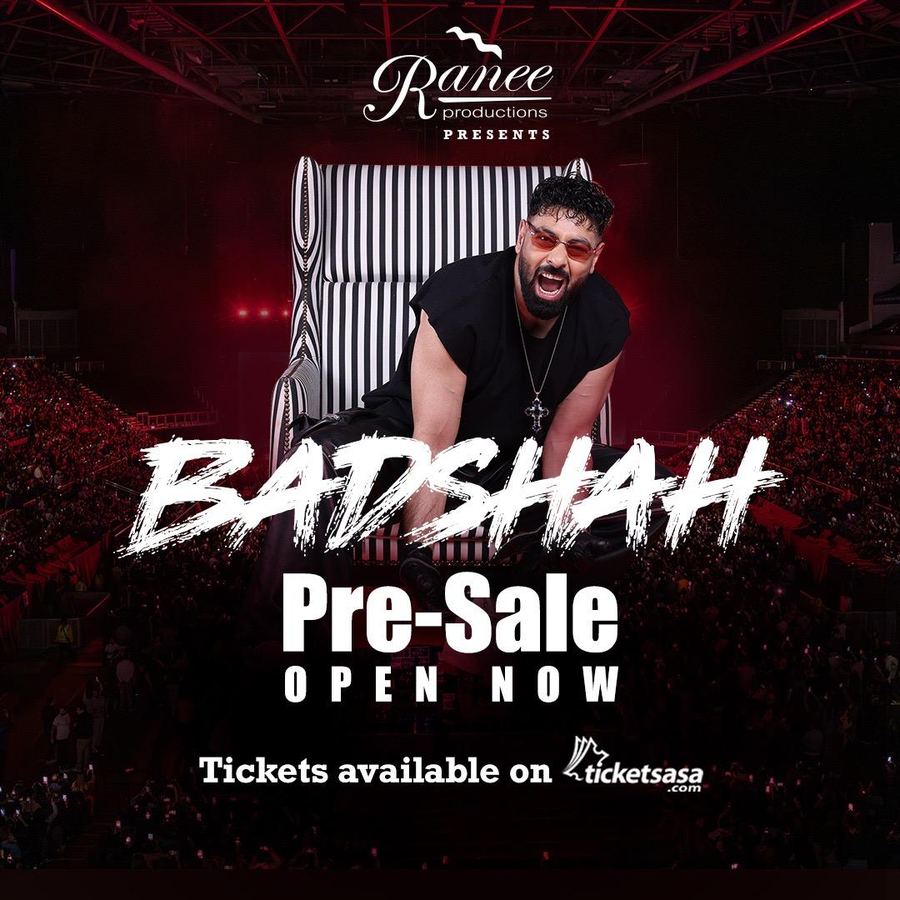 Ranee
productions
PRESENTS
BADSHAH
Pre-Sale
OPEN NOW
Tickets available on ticketsasa
.com